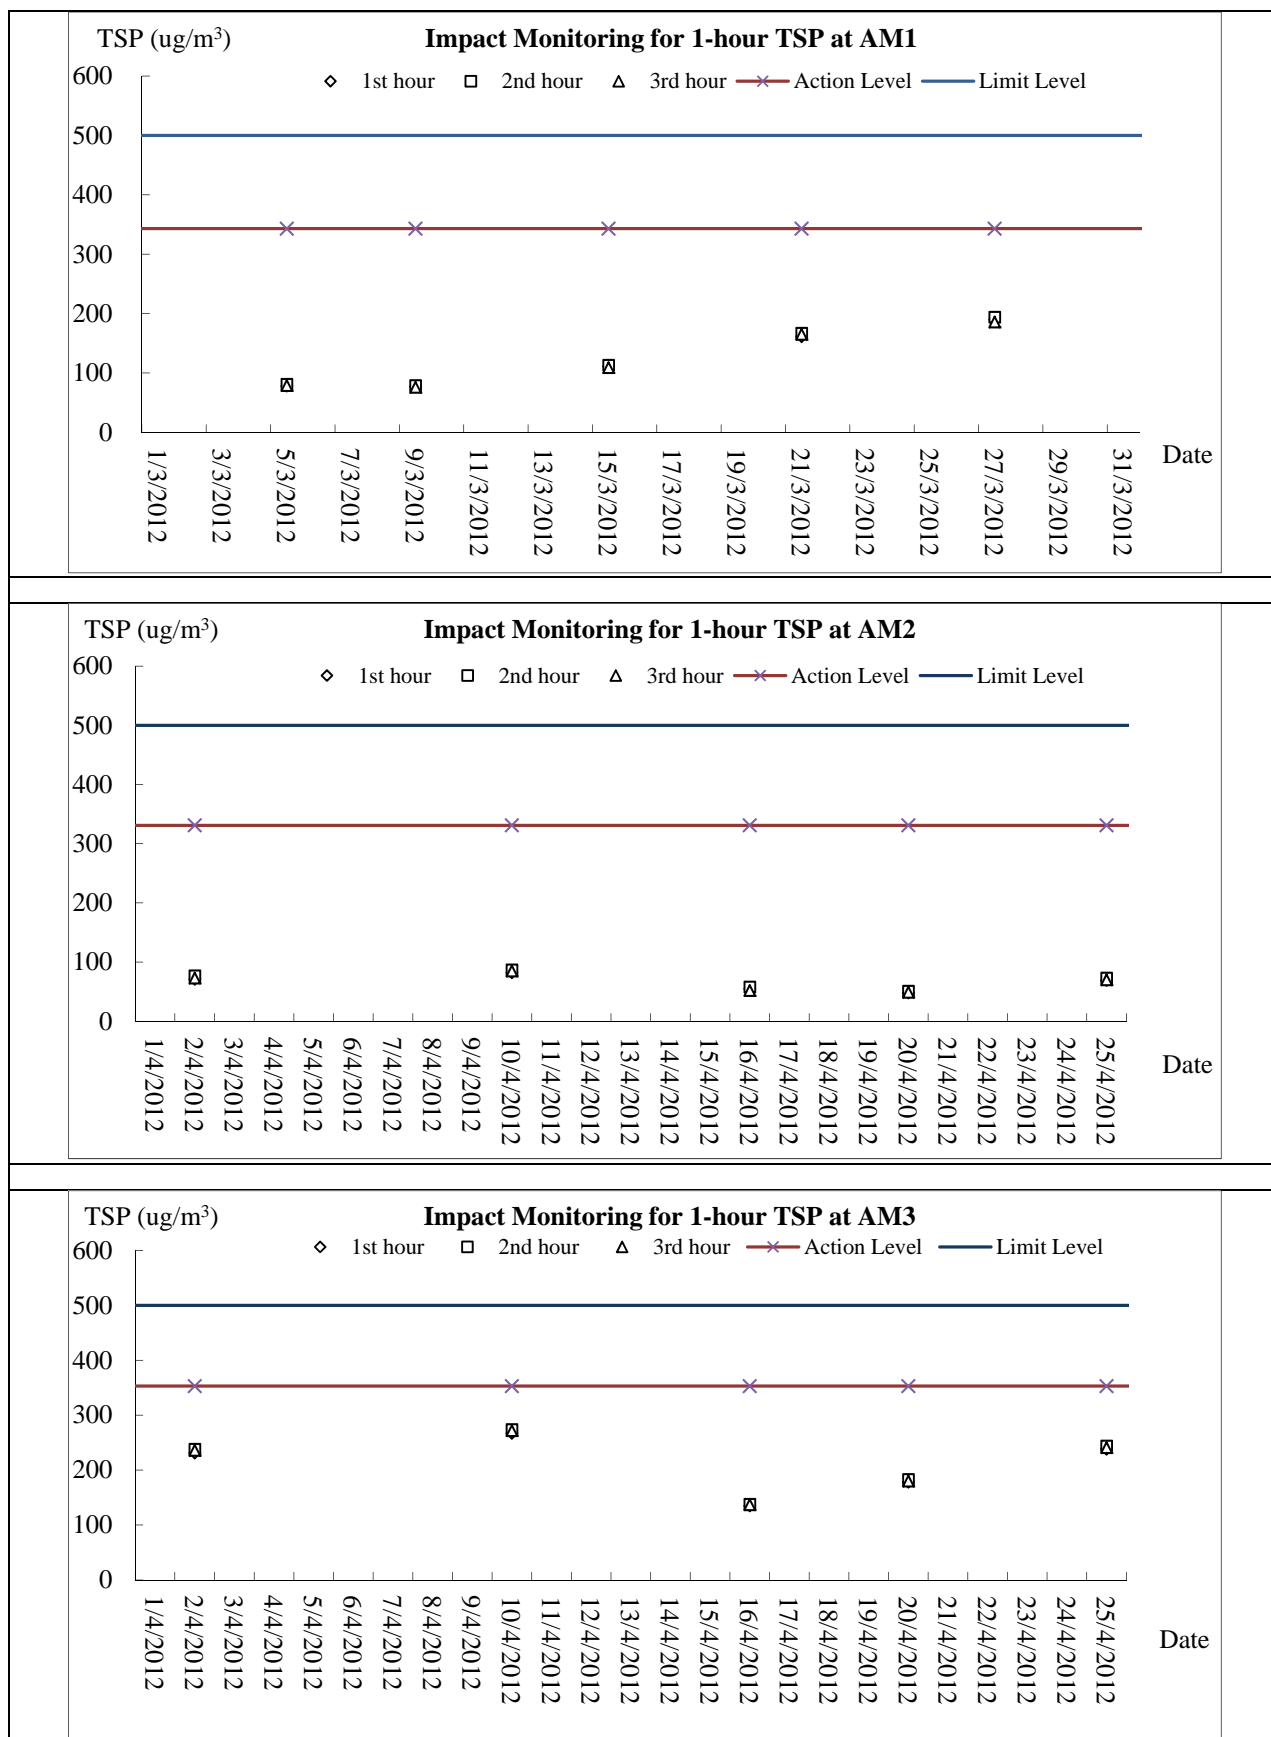 TSP (ug/m³) Impact Monitoring for 1-hour TSP at AM1
600
1st hour 2nd hour 3rd hour Action Level Limit Level
500
400
300
200
100
0
1/3/2012 3/3/2012 5/3/2012 7/3/2012 9/3/2012 11/3/2012 13/3/2012 15/3/2012 17/3/2012 19/3/2012 21/3/2012 23/3/2012 25/3/2012 27/3/2012 29/3/2012 31/3/2012
Date
TSP (ug/m³) Impact Monitoring for 1-hour TSP at AM2
600
1st hour 2nd hour 3rd hour Action Level Limit Level
500
400
300
200
100
0
1/4/2012 2/4/2012 3/4/2012 4/4/2012 5/4/2012 6/4/2012 7/4/2012 8/4/2012 9/4/2012 10/4/2012 11/4/2012 12/4/2012 13/4/2012 14/4/2012 15/4/2012 16/4/2012 17/4/2012 18/4/2012 19/4/2012 20/4/2012 21/4/2012 22/4/2012 23/4/2012 24/4/2012 25/4/2012
Date
TSP (ug/m³) Impact Monitoring for 1-hour TSP at AM3
600
1st hour 2nd hour 3rd hour Action Level Limit Level
500
400
300
200
100
0
1/4/2012 2/4/2012 3/4/2012 4/4/2012 5/4/2012 6/4/2012 7/4/2012 8/4/2012 9/4/2012 10/4/2012 11/4/2012 12/4/2012 13/4/2012 14/4/2012 15/4/2012 16/4/2012 17/4/2012 18/4/2012 19/4/2012 20/4/2012 21/4/2012 22/4/2012 23/4/2012 24/4/2012 25/4/2012
Date